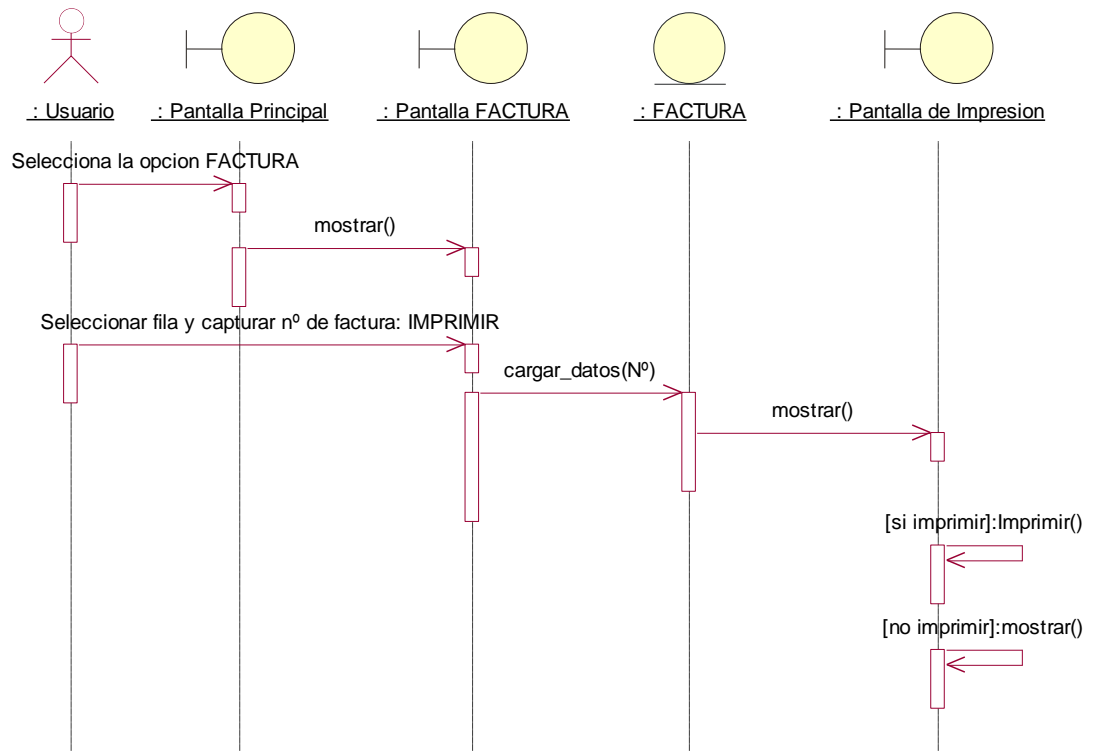 : Usuario
: Pantalla Principal
: Pantalla FACTURA
: FACTURA
: Pantalla de Impresion
Selecciona la opcion FACTURA
mostrar()
Seleccionar fila y capturar nº de factura: IMPRIMIR
cargar_datos(Nº)
mostrar()
[si imprimir]:Imprimir()
[no imprimir]:mostrar()